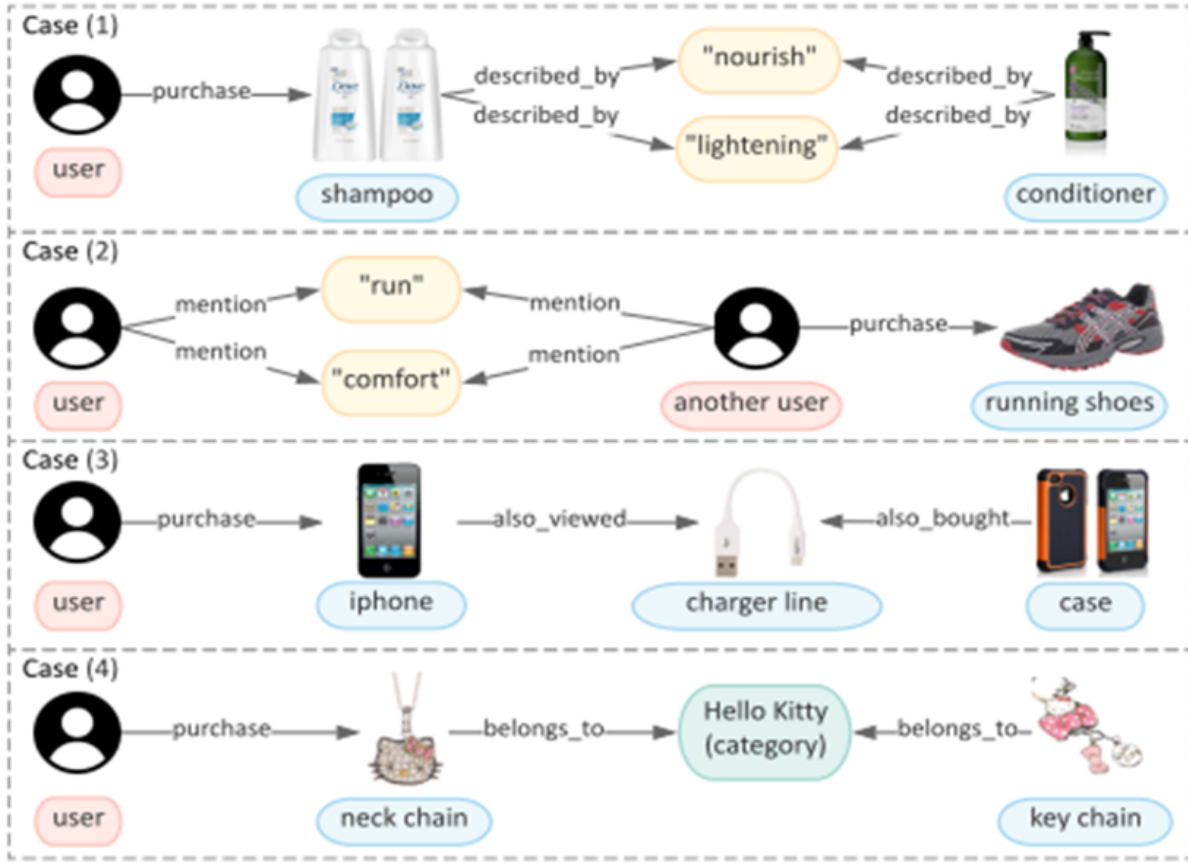 Case (1)
purchase
Dove
Dove
described_by
described_by
"nourish"
"lightening"
described_by
described_by
user
shampoo
conditioner
Case (2)
mention
mention
"run"
"comfort"
mention
mention
purchase
user
another user
running shoes
Case (3)
purchase
also_viewed
also_bought
user
iphone
charger line
case
Case (4)
purchase
belongs_to
Hello Kitty
(category)
belongs_to
user
neck chain
key chain